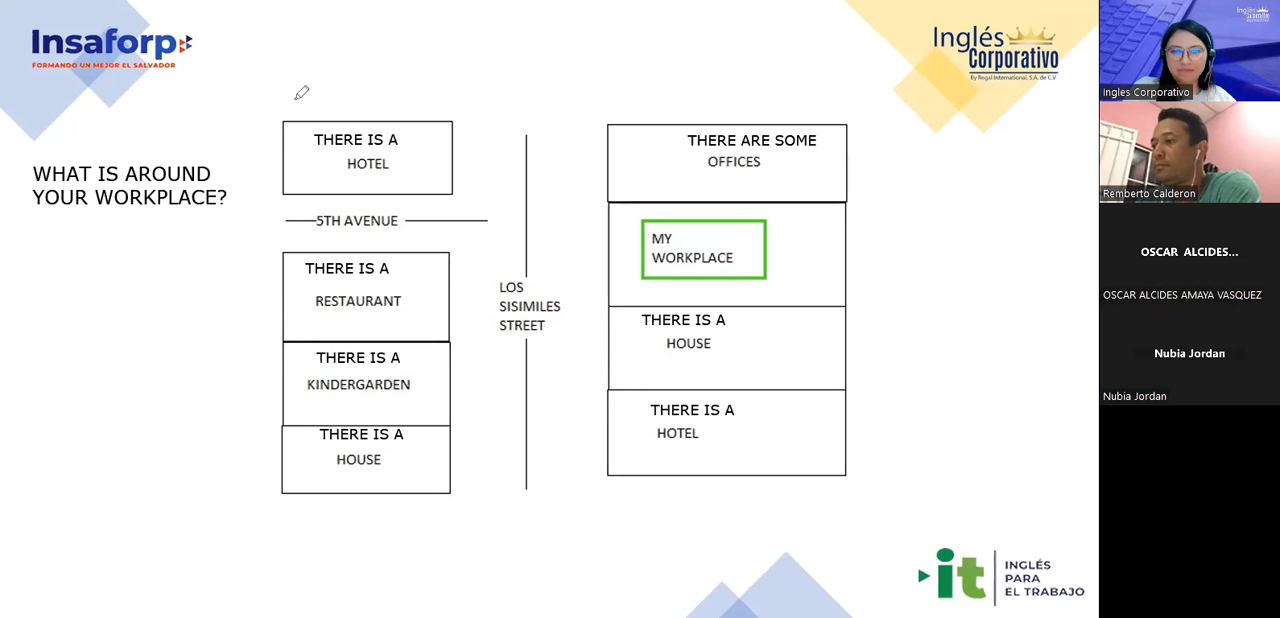 Insaforp
FORMANDO UN MEJOR EL SALVADOR
Inglés
Corporativo
By Regal International, S.A. de C.V.
WHAT IS AROUND
YOUR WORKPLACE?
THERE IS A
HOTEL
5TH AVENUE
THERE IS A
RESTAURANT
THERE IS A
KINDERGARDEN
THERE IS A
HOUSE
LOS
SISIMILES
STREET
THERE ARE SOME
OFFICES
MY
WORKPLACE
THERE IS A
HOUSE
THERE IS A
HOTEL
it
INGLÉS
PARA
EL TRABAJO
Inglés
Ingles Corporativo
Remberto Calderon
OSCAR ALCIDES...
OSCAR ALCIDES AMAYA VASQUEZ
Nubia Jordan
Nubia Jordan